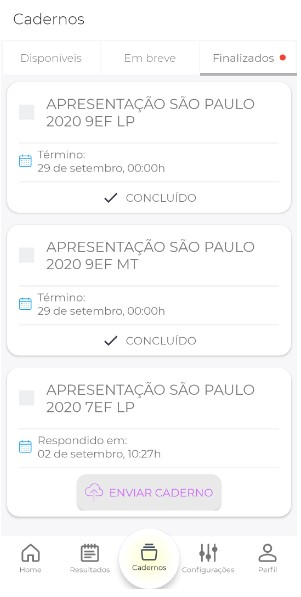 Cadernos
Disponíveis
Em breve
Finalizados
APRESENTAÇÃO SÃO PAULO
2020 9EF LP
Término:
29 de setembro, 00:00h
CONCLUÍDO
APRESENTAÇÃO SÃO PAULO
2020 9EF MT
Término:
29 de setembro, 00:00h
CONCLUÍDO
APRESENTAÇÃO SÃO PAULO
2020 7EF LP
Respondido em:
02 de setembro, 10:27h
ENVIAR CADERNO
Home
Resultados
Cadernos
Configurações
Perfil